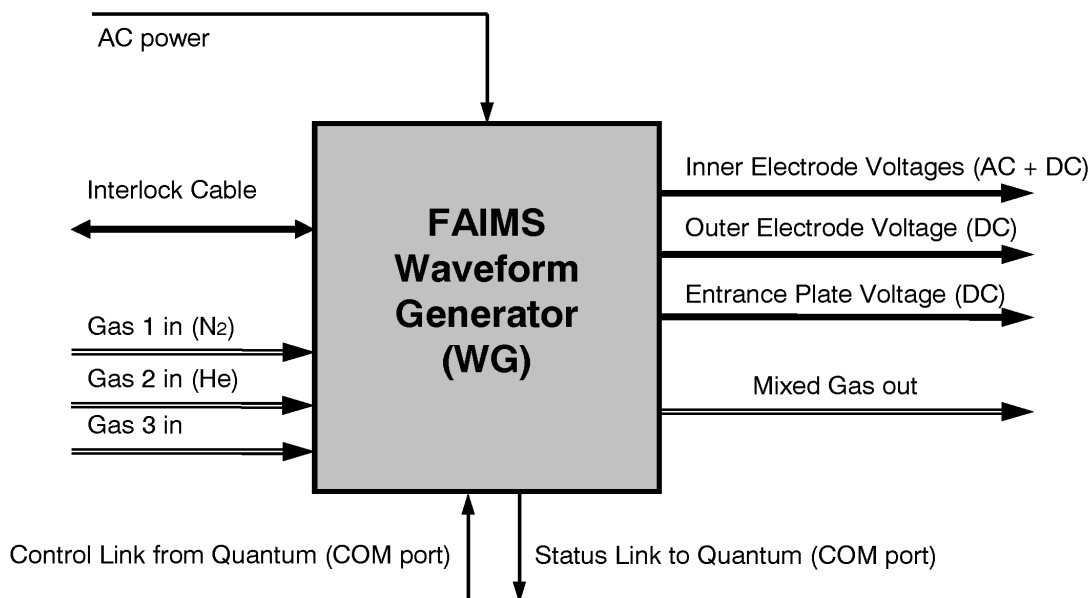 AC power
Inner Electrode Voltages (AC + DC)
Interlock Cable
Outer Electrode Voltage (DC)
FAIMS
Waveform
Generator
(WG)
Entrance Plate Voltage (DC)
Gas 1 in (N2)
Gas 2 in (He)
Mixed Gas out
Gas 3 in
Control Link from Quantum (COM port)
Status Link to Quantum (COM port)